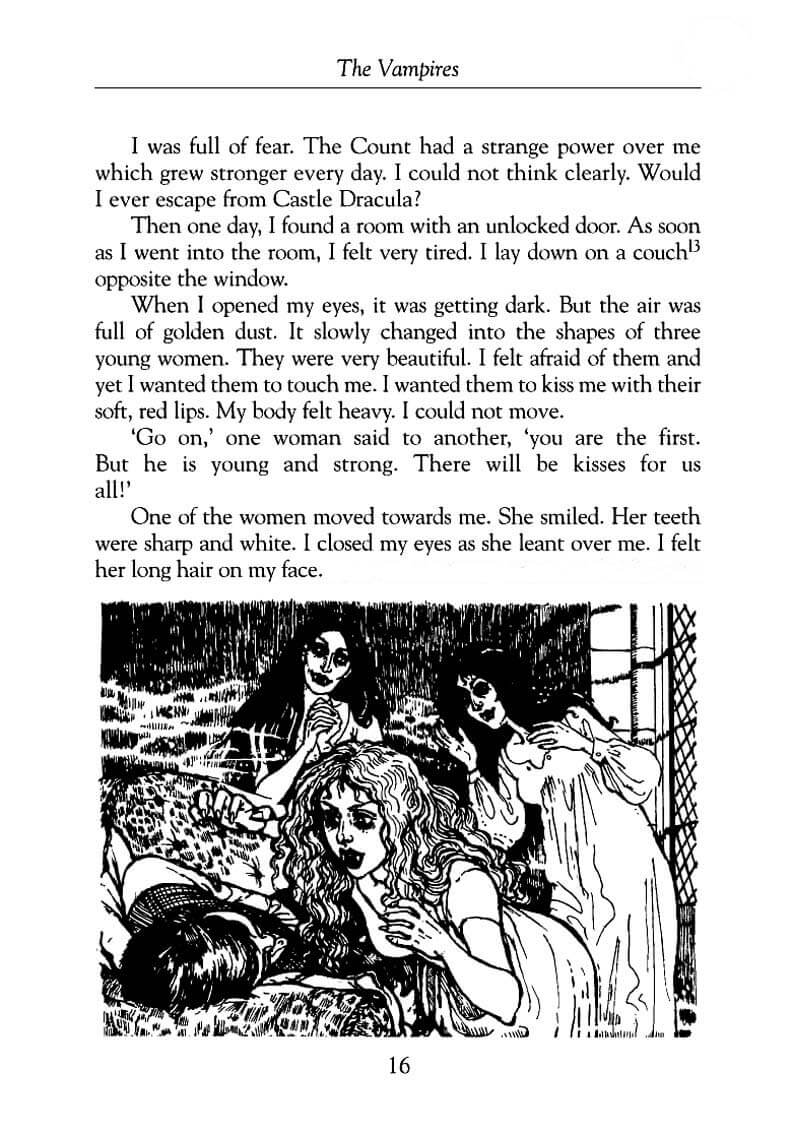 The Vampires
I was full of fear. The Count had a strange power over me
which grew stronger every day. I could not think clearly. Would
I ever escape from Castle Dracula?
Then one day, I found a room with an unlocked door. As soon
as I went into the room, I felt very tired. I lay down on a couch13
opposite the window.
When I opened my eyes, it was getting dark. But the air was
full of golden dust. It slowly changed into the shapes of three
young women. They were very beautiful. I felt afraid of them and
yet I wanted them to touch me. I wanted them to kiss me with their
soft, red lips. My body felt heavy. I could not move.
‘Go on,’ one woman said to another, ‘you are the first.
But he is young and strong. There will be kisses for us
all!’
One of the women moved towards me. She smiled. Her teeth
were sharp and white. I closed my eyes as she leant over me. I felt
her long hair on my face.
16